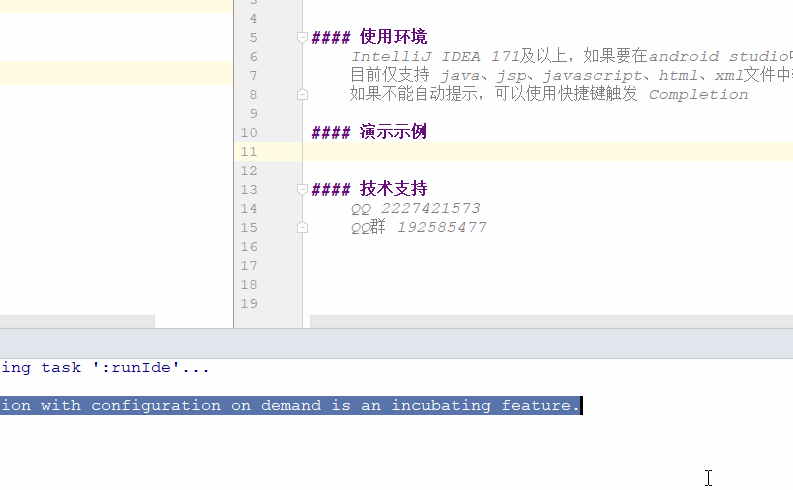 3
4
5 #### 使用环境
6 IntelliJ IDEA 171及以上，如果要在android studio
7 目前仅支持 java、jsp、javascript、html、xml文件中
8 如果不能自动提示，可以使用快捷键触发 Completion
9
10 #### 演示示例
11
12
13 #### 技术支持
14 QQ 2227421573
15 QQ群 192585477
16
17
18
19
ing task ':runIde'...
ion with configuration on demand is an incubating feature.